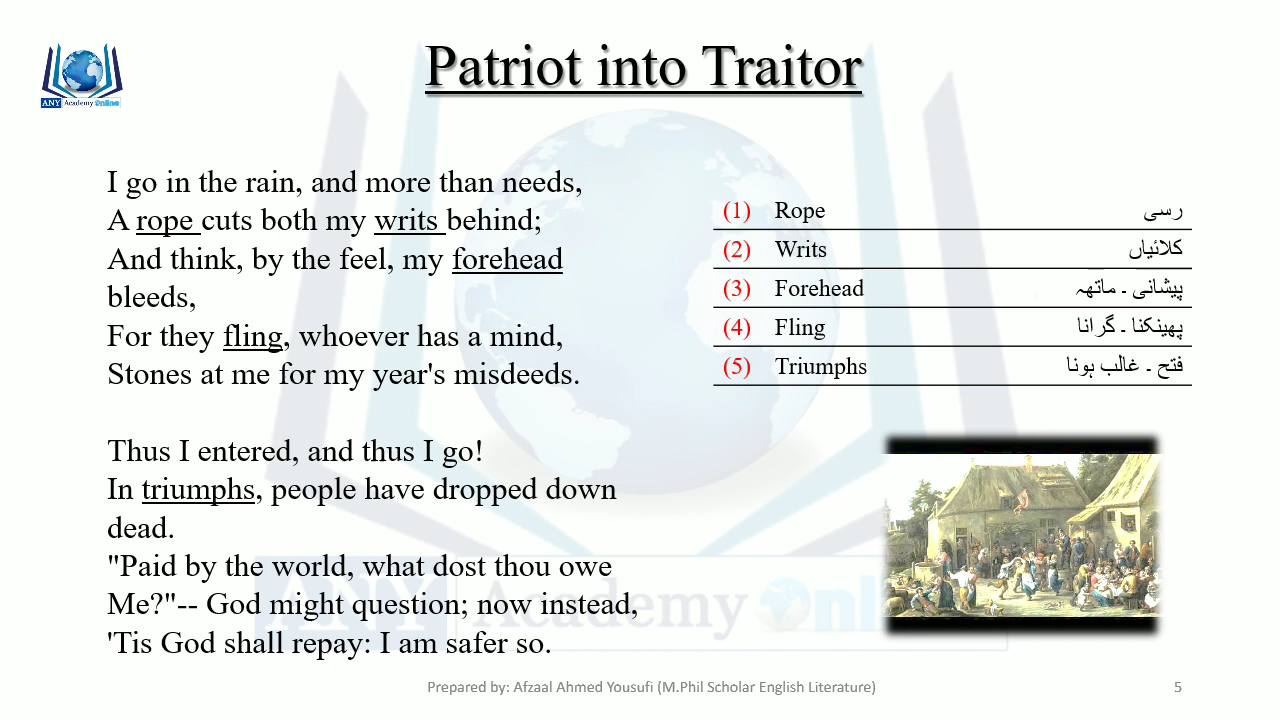 Patriot into Traitor
ANY Academy Online
I go in the rain, and more than needs,
A rope cuts both my writs behind;
And think, by the feel, my forehead
bleeds,
For they fling, whoever has a mind,
Stones at me for my year's misdeeds.
Thus I entered, and thus I go!
In triumphs, people have dropped down
dead.
"Paid by the world, what dost thou owe
Me?"-- God might question; now instead,
'Tis God shall repay: I am safer so.
(1) Rope رسی
(2) Writs کلائیاں
(3) Forehead پیشانی ۔ ماتھہ
(4) Fling پھینکنا ۔ گرانا
(5) Triumphs فتح ۔ غالب ہونا
ANY Academy Online
Prepared by: Afzaal Ahmed Yousufi (M.Phil Scholar English Literature)
5